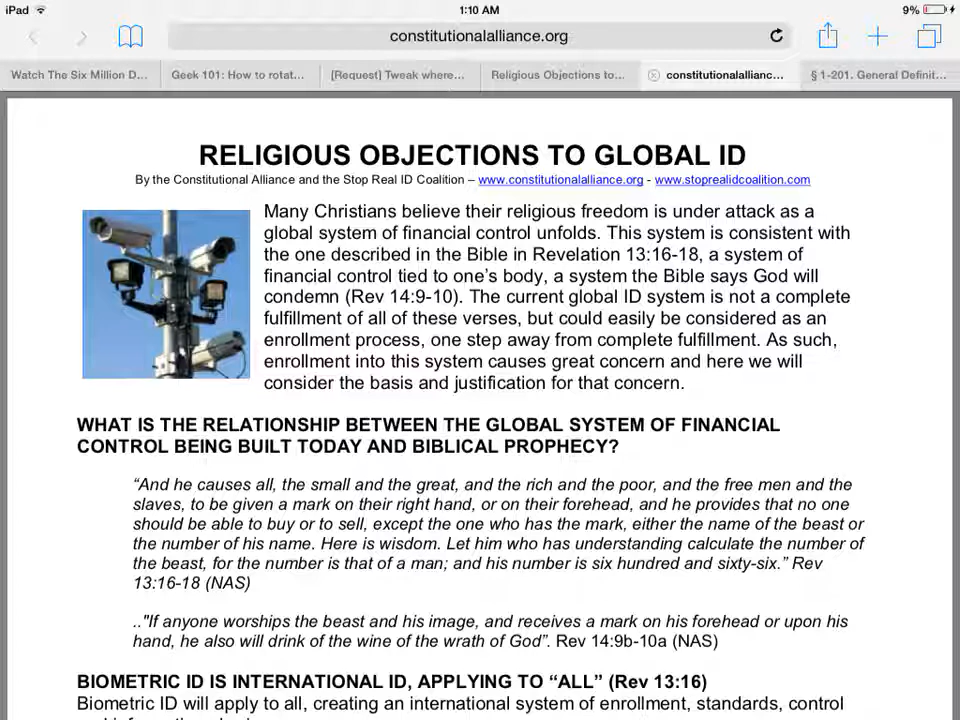 iPad
1:10 AM
9%
constitutionalalliance.org
Watch The Six Million D...
Geek 101: How to rotat...
[Request] Tweak where...
Religious Objections to...
constitutionalallianc...
§ 1-201. General Definit...
RELIGIOUS OBJECTIONS TO GLOBAL ID
By the Constitutional Alliance and the Stop Real ID Coalition – www.constitutionalalliance.org - www.stoprealidcoalition.com
Many Christians believe their religious freedom is under attack as a
global system of financial control unfolds. This system is consistent with
the one described in the Bible in Revelation 13:16-18, a system of
financial control tied to one’s body, a system the Bible says God will
condemn (Rev 14:9-10). The current global ID system is not a complete
fulfillment of all of these verses, but could easily be considered as an
enrollment process, one step away from complete fulfillment. As such,
enrollment into this system causes great concern and here we will
consider the basis and justification for that concern.
WHAT IS THE RELATIONSHIP BETWEEN THE GLOBAL SYSTEM OF FINANCIAL
CONTROL BEING BUILT TODAY AND BIBLICAL PROPHECY?
“And he causes all, the small and the great, and the rich and the poor, and the free men and the
slaves, to be given a mark on their right hand, or on their forehead, and he provides that no one
should be able to buy or to sell, except the one who has the mark, either the name of the beast or
the number of his name. Here is wisdom. Let him who has understanding calculate the number of
the beast, for the number is that of a man; and his number is six hundred and sixty-six.” Rev
13:16-18 (NAS)
.."If anyone worships the beast and his image, and receives a mark on his forehead or upon his
hand, he also will drink of the wine of the wrath of God”. Rev 14:9b-10a (NAS)
BIOMETRIC ID IS INTERNATIONAL ID, APPLYING TO “ALL” (Rev 13:16)
Biometric ID will apply to all, creating an international system of enrollment, standards, control